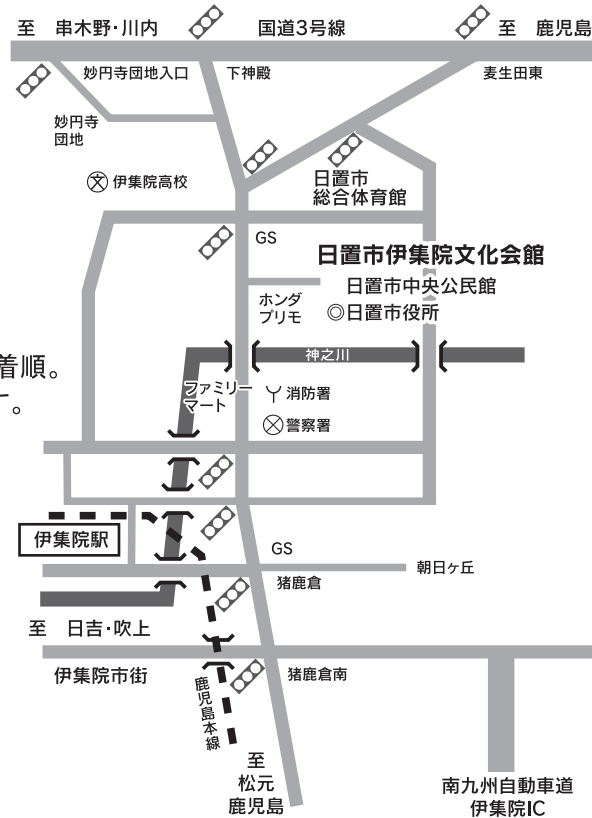 至 串木野・川内
国道3号線
至 鹿児島
妙円寺団地入口
下神殿
麦生田東
妙円寺
団地
伊集院高校
日置市
総合体育館
GS
日置市伊集院文化会館
日置市中央公民館
◎日置市役所
ホンダ
プリモ
神之川
着順。
す。
ファミリー
マート
消防署
警察署
伊集院駅
GS
朝日ヶ丘
猪鹿倉
至 日吉・吹上
伊集院市街
猪鹿倉南
鹿児島本線
至
松元
鹿児島
南九州自動車道
伊集院IC